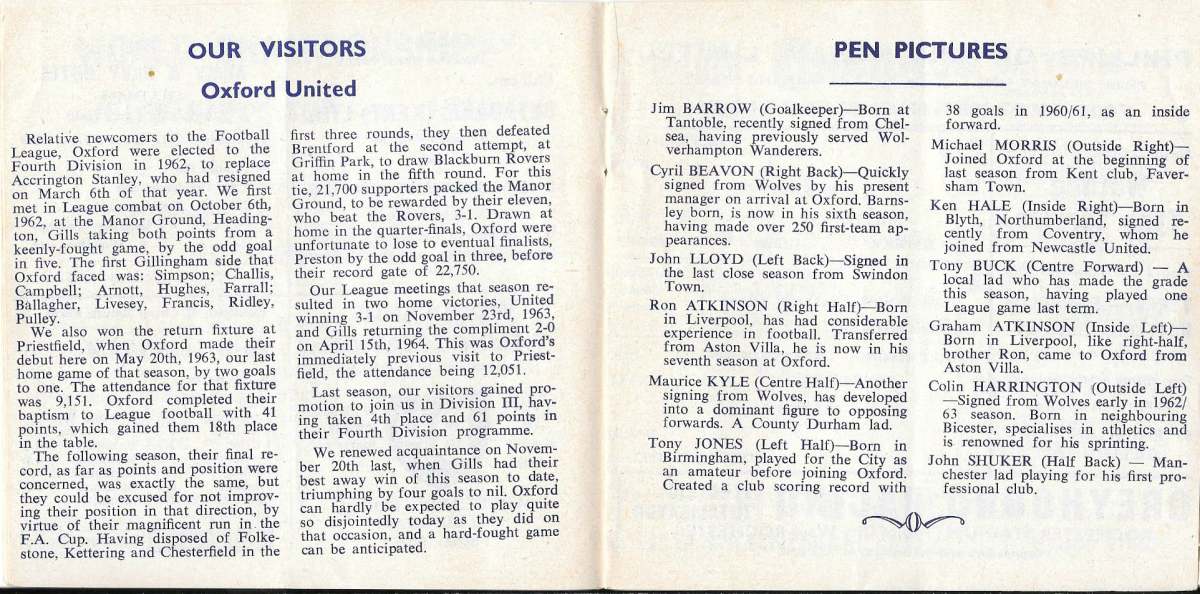 OUR VISITORS
Oxford United
Relative newcomers to the Football
League, Oxford were elected to the
Fourth Division in 1962, to replace
Accrington Stanley, who had resigned
on March 6th of that year. We first
met in League combat on October 6th,
1962, at the Manor Ground, Heading-
ton, Gills taking both points from a
keenly-fought game, by the odd goal
in five. The first Gillingham side that
Oxford faced was: Simpson; Challis,
Campbell; Arnott, Hughes, Farrall;
Ballagher, Livesey, Francis, Ridley,
Pulley.
We also won the return fixture at
Priestfield, when Oxford made their
debut here on May 20th, 1963, our last
home game of that season, by two goals
to one. The attendance for that fixture
was 9,151. Oxford completed their
baptism to League football with 41
points, which gained them 18th place
in the table.
The following season, their final re-
cord, as far as points and position were
concerned, was exactly the same, but
they could be excused for not improv-
ing their position in that direction, by
virtue of their magnificent run in the
F.A. Cup. Having disposed of Folke-
stone, Kettering and Chesterfield in the
first three rounds, they then defeated
Brentford at the second attempt, at
Griffin Park, to draw Blackburn Rovers
at home in the fifth round. For this
tie, 21,700 supporters packed the Manor
Ground, to be rewarded by their eleven,
who beat the Rovers, 3-1. Drawn at
home in the quarter-finals, Oxford were
unfortunate to lose to eventual finalists,
Preston by the odd goal in three, before
their record gate of 22,750.
Our League meetings that season re-
sulted in two home victories, United
winning 3-1 on November 23rd, 1963,
and Gills returning the compliment 2-0
on April 15th, 1964. This was Oxford's
immediately previous visit to Priest-
field, the attendance being 12,051.
Last season, our visitors gained pro-
motion to join us in Division III, hav-
ing taken 4th place and 61 points in
their Fourth Division programme.
We renewed acquaintance on Novem-
ber 20th last, when Gills had their
best away win of this season to date,
triumphing by four goals to nil. Oxford
can hardly be expected to play quite
so disjointedly today as they did on
that occasion, and a hard-fought game
can be anticipated.
PEN PICTURES
Jim BARROW (Goalkeeper)—Born at
Tantoble, recently signed from Chel-
sea, having previously served Wol-
verhampton Wanderers.
Cyril BEAVON (Right Back)—Quickly
signed from Wolves by his present
manager on arrival at Oxford. Barns-
ley born, is now in his sixth season,
having made over 250 first-team ap-
pearances.
John LLOYD (Left Back)—Signed in
the last close season from Swindon
Town.
Ron ATKINSON (Right Half)—Born
in Liverpool, has had considerable
experience in football. Transferred
from Aston Villa, he is now in his
seventh season at Oxford.
Maurice KYLE (Centre Half)—Another
signing from Wolves, has developed
into a dominant figure to opposing
forwards. A County Durham lad.
Tony JONES (Left Half)—Born in
Birmingham, played for the City as
an amateur before joining Oxford.
Created a club scoring record with
38 goals in 1960/61, as an inside
forward.
Michael MORRIS (Outside Right)—
Joined Oxford at the beginning of
last season from Kent club, Faver-
sham Town.
Ken HALE (Inside Right)—Born in
Blyth, Northumberland, signed re-
cently from Coventry, whom he
joined from Newcastle United.
Tony BUCK (Centre Forward) — A
local lad who has made the grade
this season, having played one
League game last term.
Graham ATKINSON (Inside Left)—
Born in Liverpool, like right-half,
brother Ron, came to Oxford from
Aston Villa.
Colin HARRINGTON (Outside Left)
—Signed from Wolves early in 1962/
63 season. Born in neighbouring
Bicester, specialises in athletics and
is renowned for his sprinting.
John SHUKER (Half Back) — Man-
chester lad playing for his first pro-
fessional club.